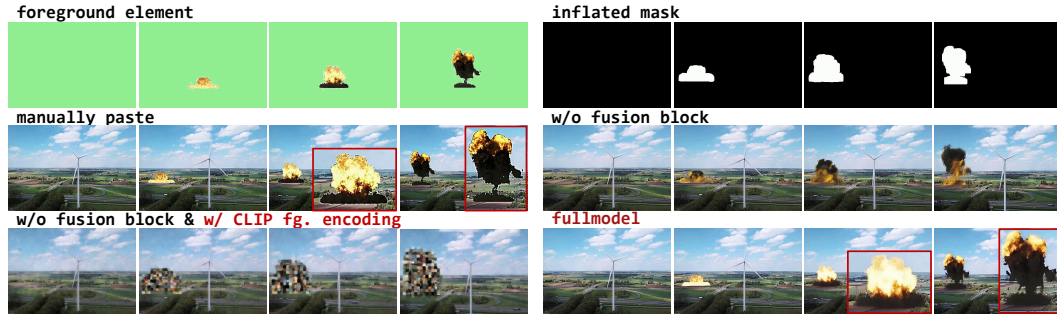 foreground element
inflated mask
manually paste
w/o fusion block
w/o fusion block & w/ CLIP fg. encoding
fullmodel